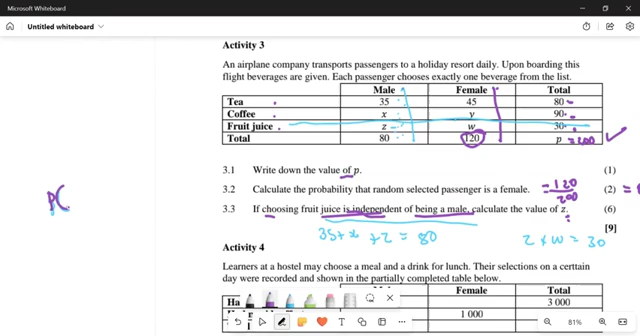 Microsoft Whiteboard
Untitled whiteboard
Activity 3
An airplane company transports passengers to a holiday resort daily. Upon boarding this
flight beverages are given. Each passenger chooses exactly one beverage from the list.
Male Female Total
Tea 35 45 80
Coffee x y 90
Fruit juice z w 30
Total 80 120 p = 200
3.1 Write down the value of p. (1)
3.2 Calculate the probability that random selected passenger is a female. = 120/200 (2) =
3.3 If choosing fruit juice is independent of being a male, calculate the value of z. (6)
P(
[9]
35 + x + z = 80
z + w = 30
Activity 4
Learners at a hostel may choose a meal and a drink for lunch. Their selections on a certtain
day were recorded and shown in the partially completed table below.
Female Total
Ha 3 000
1 000
81%